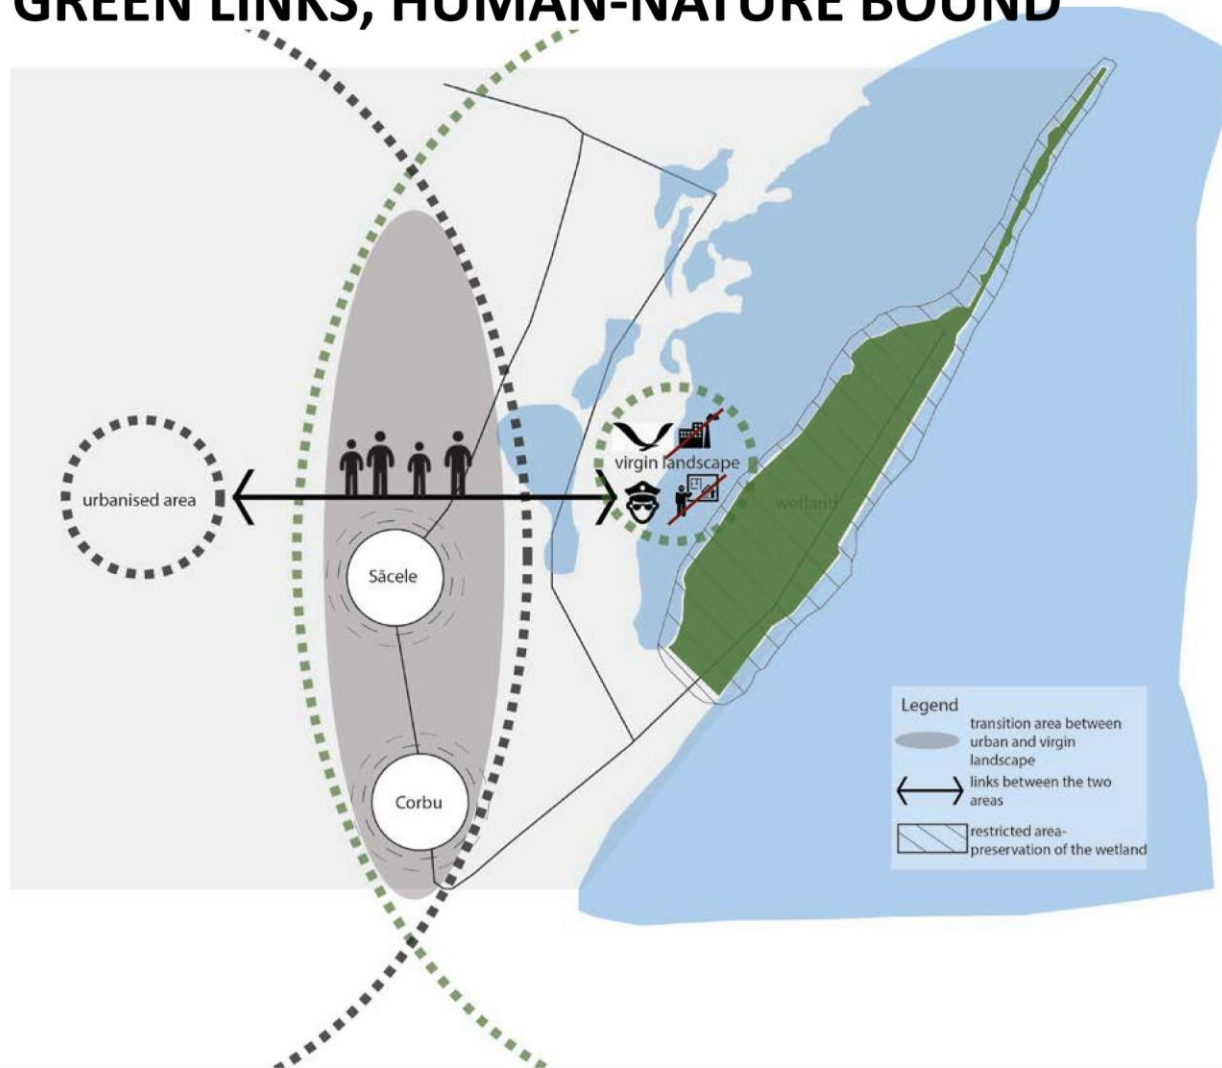 GREEN LINKS, HUMAN-NATURE BOUND
virgin landscape
urbanised area
wetland
Săcele
Corbu
Legend
transition area between
urban and virgin
landscape
links between the two
areas
restricted area-
preservation of the wetland